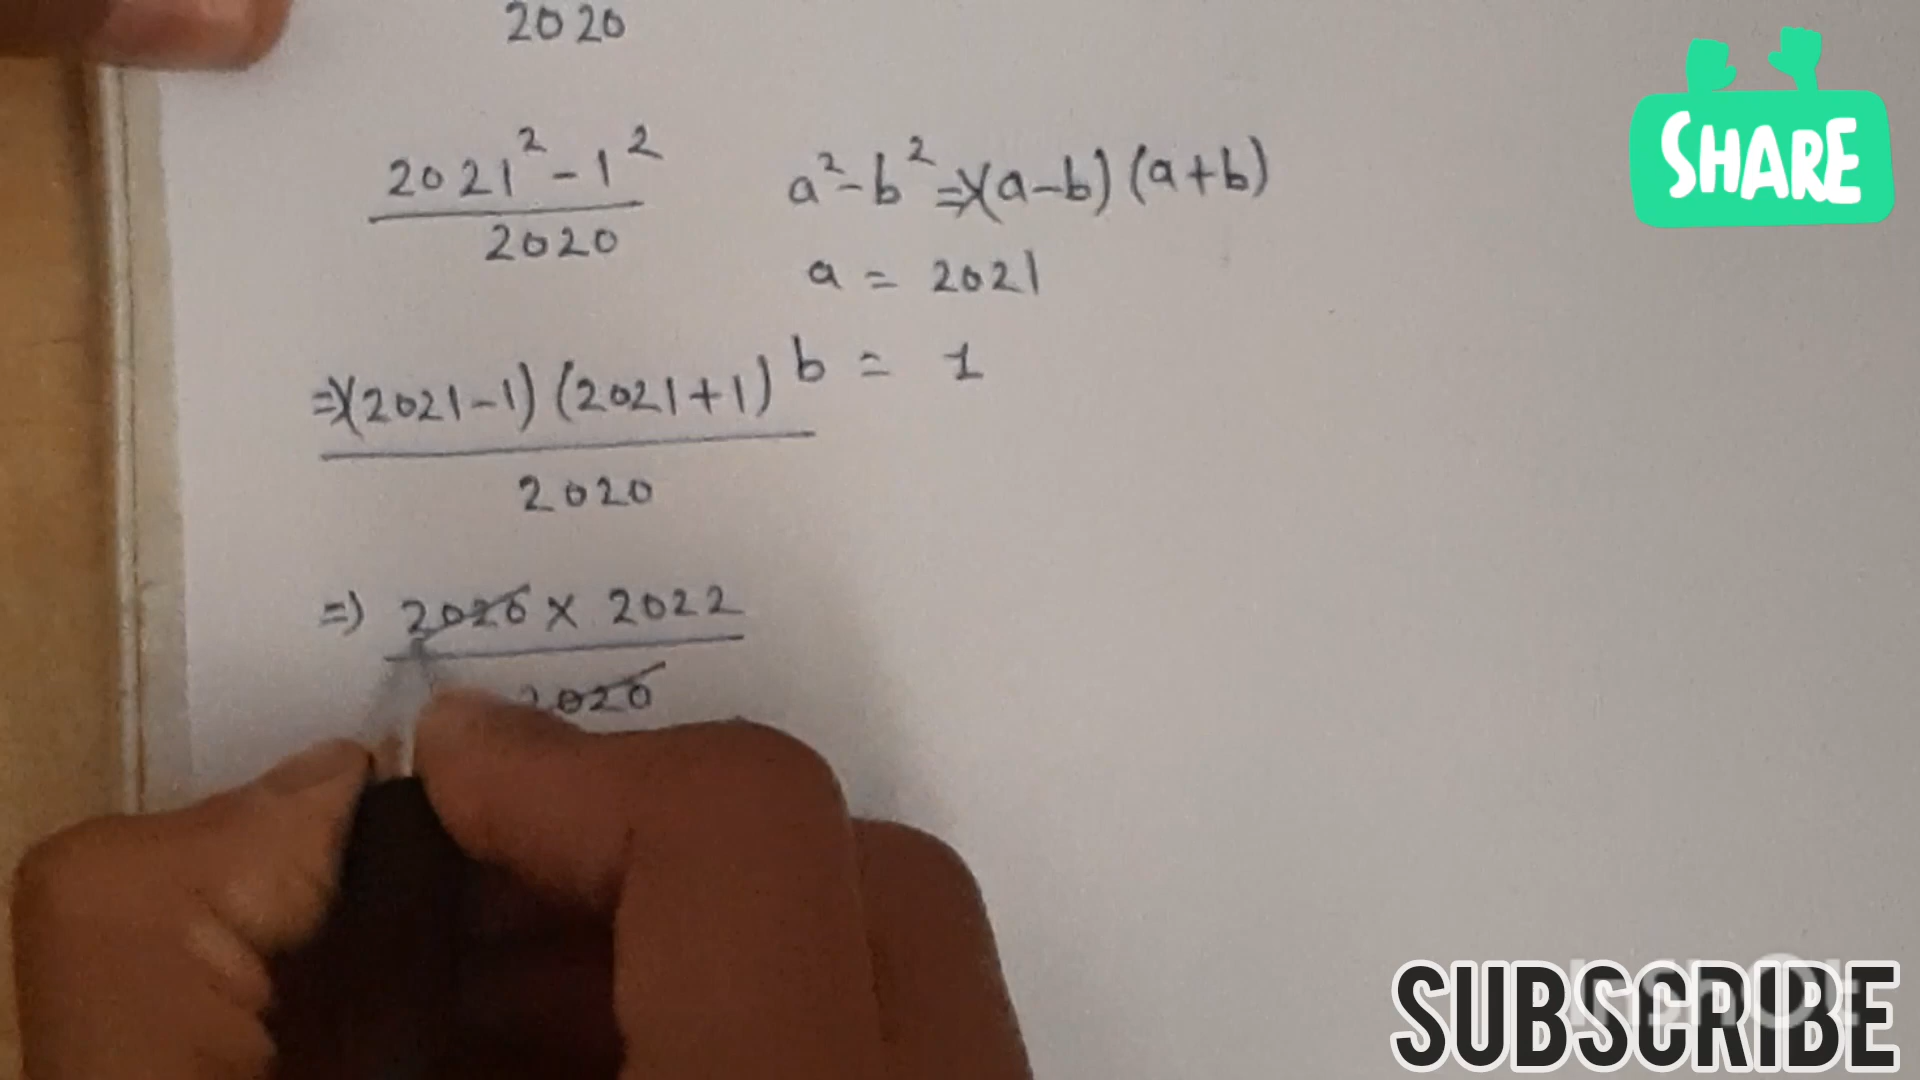 2020
2021² - 1²
2020
a² - b² ⇒ (a-b) (a+b)
a = 2021
b = 1
⇒ (2021-1) (2021+1)
2020
⇒ 2020 x 2022
2020
SHARE
SUBSCRIBE